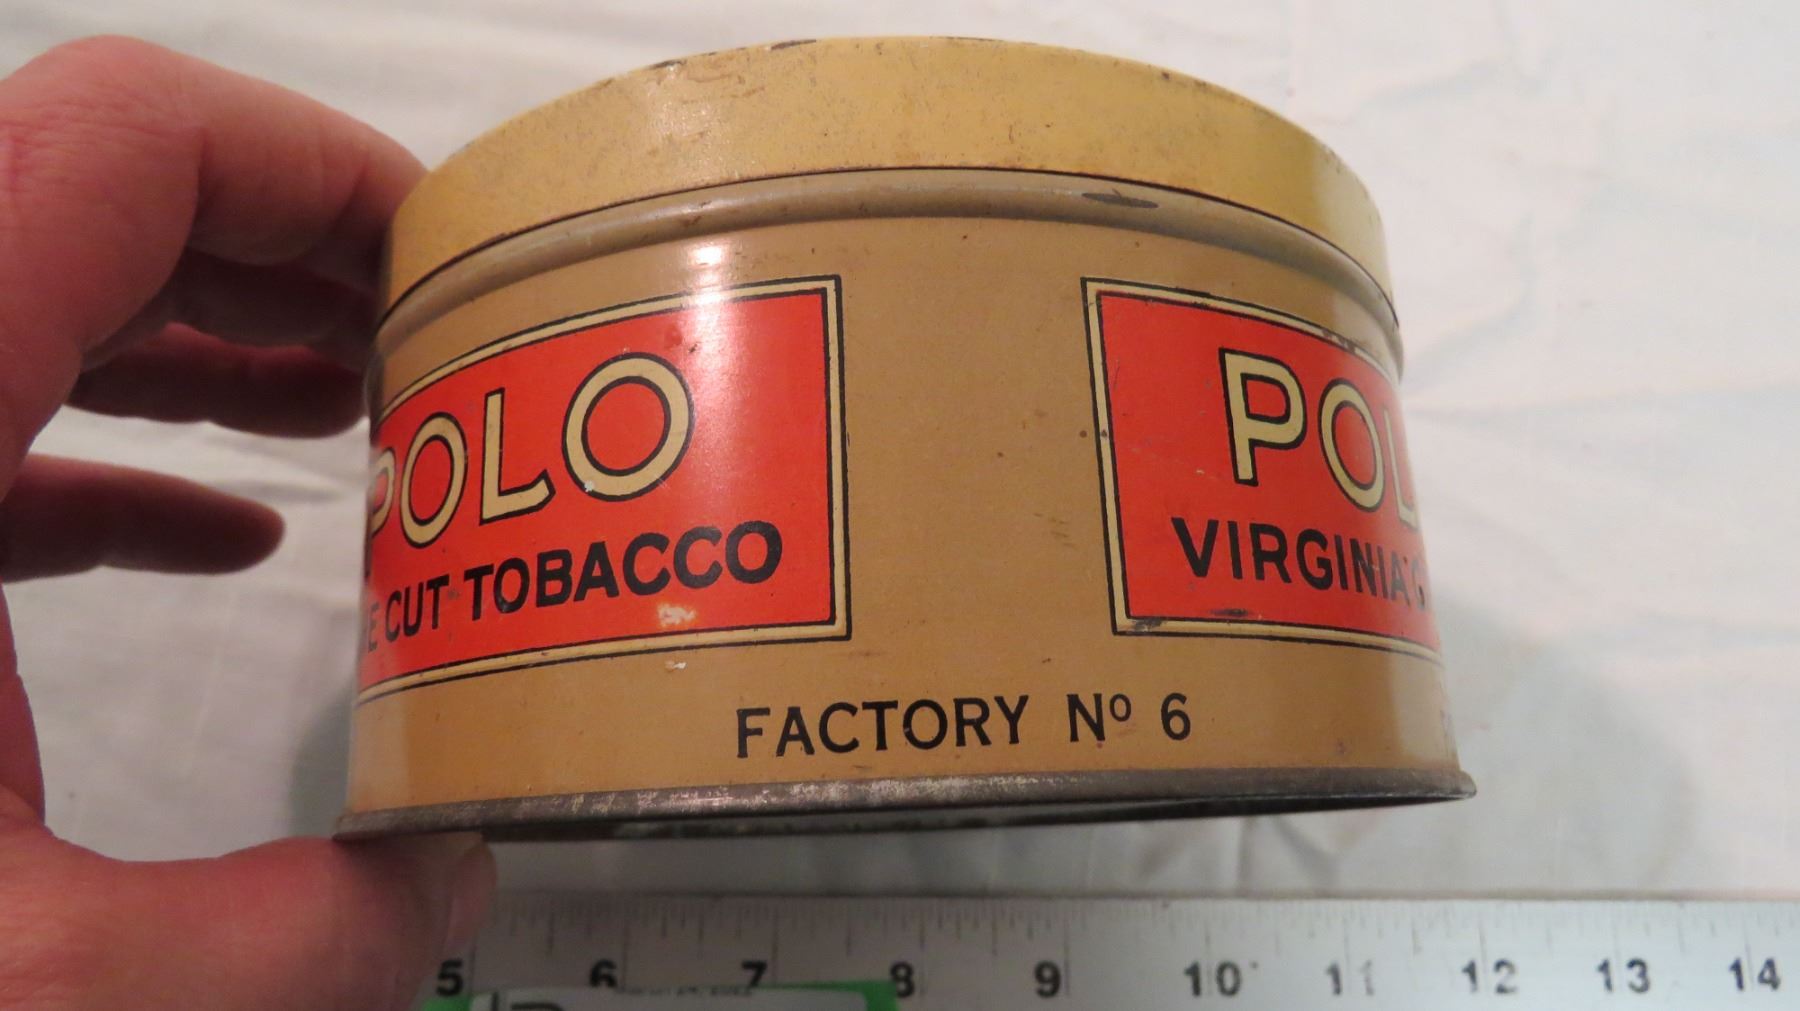 POLO
CUT TOBACCO
POL
VIRGINIA
FACTORY Nº 6
5 6 7 8 9 10 11 12 13 14